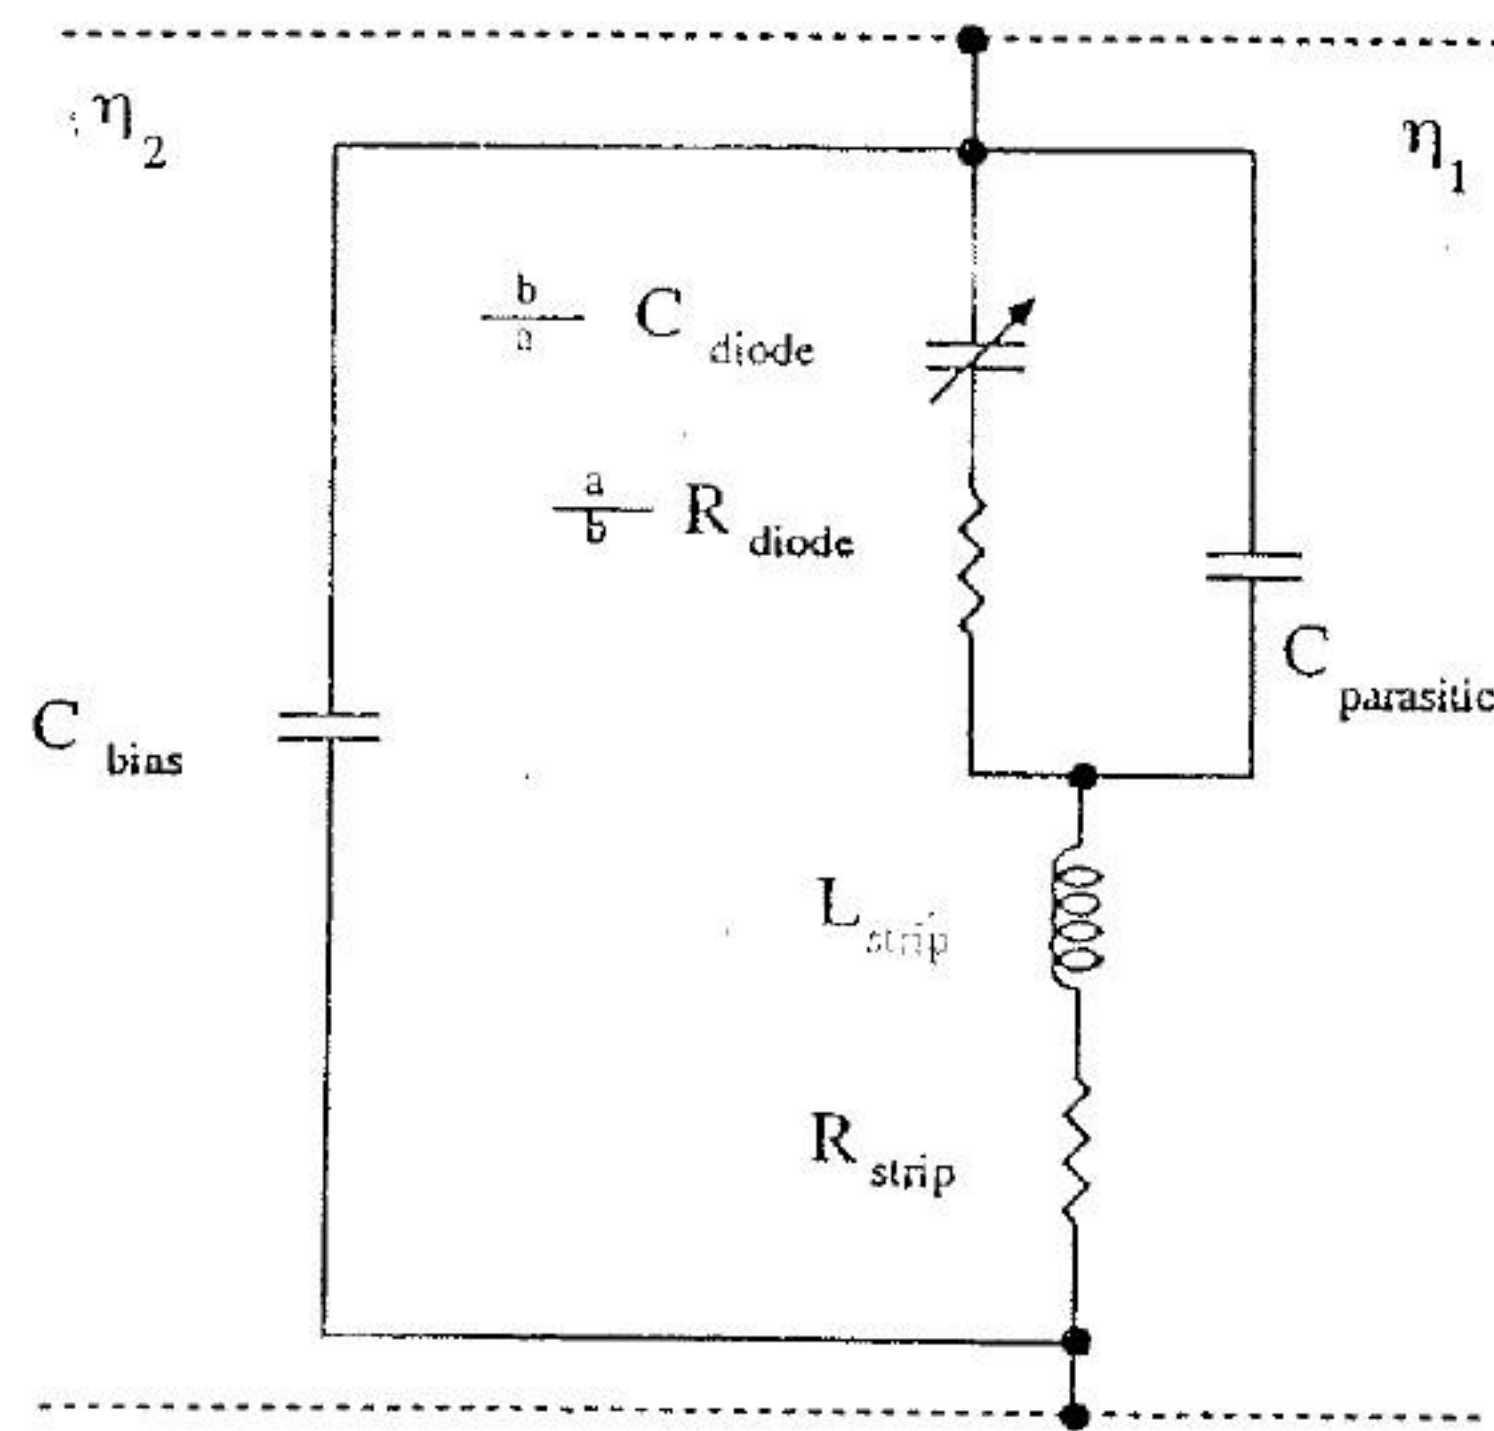 η2
η1
b
a
C diode
a
b
R diode
C parasitic
C bias
L strip
R strip